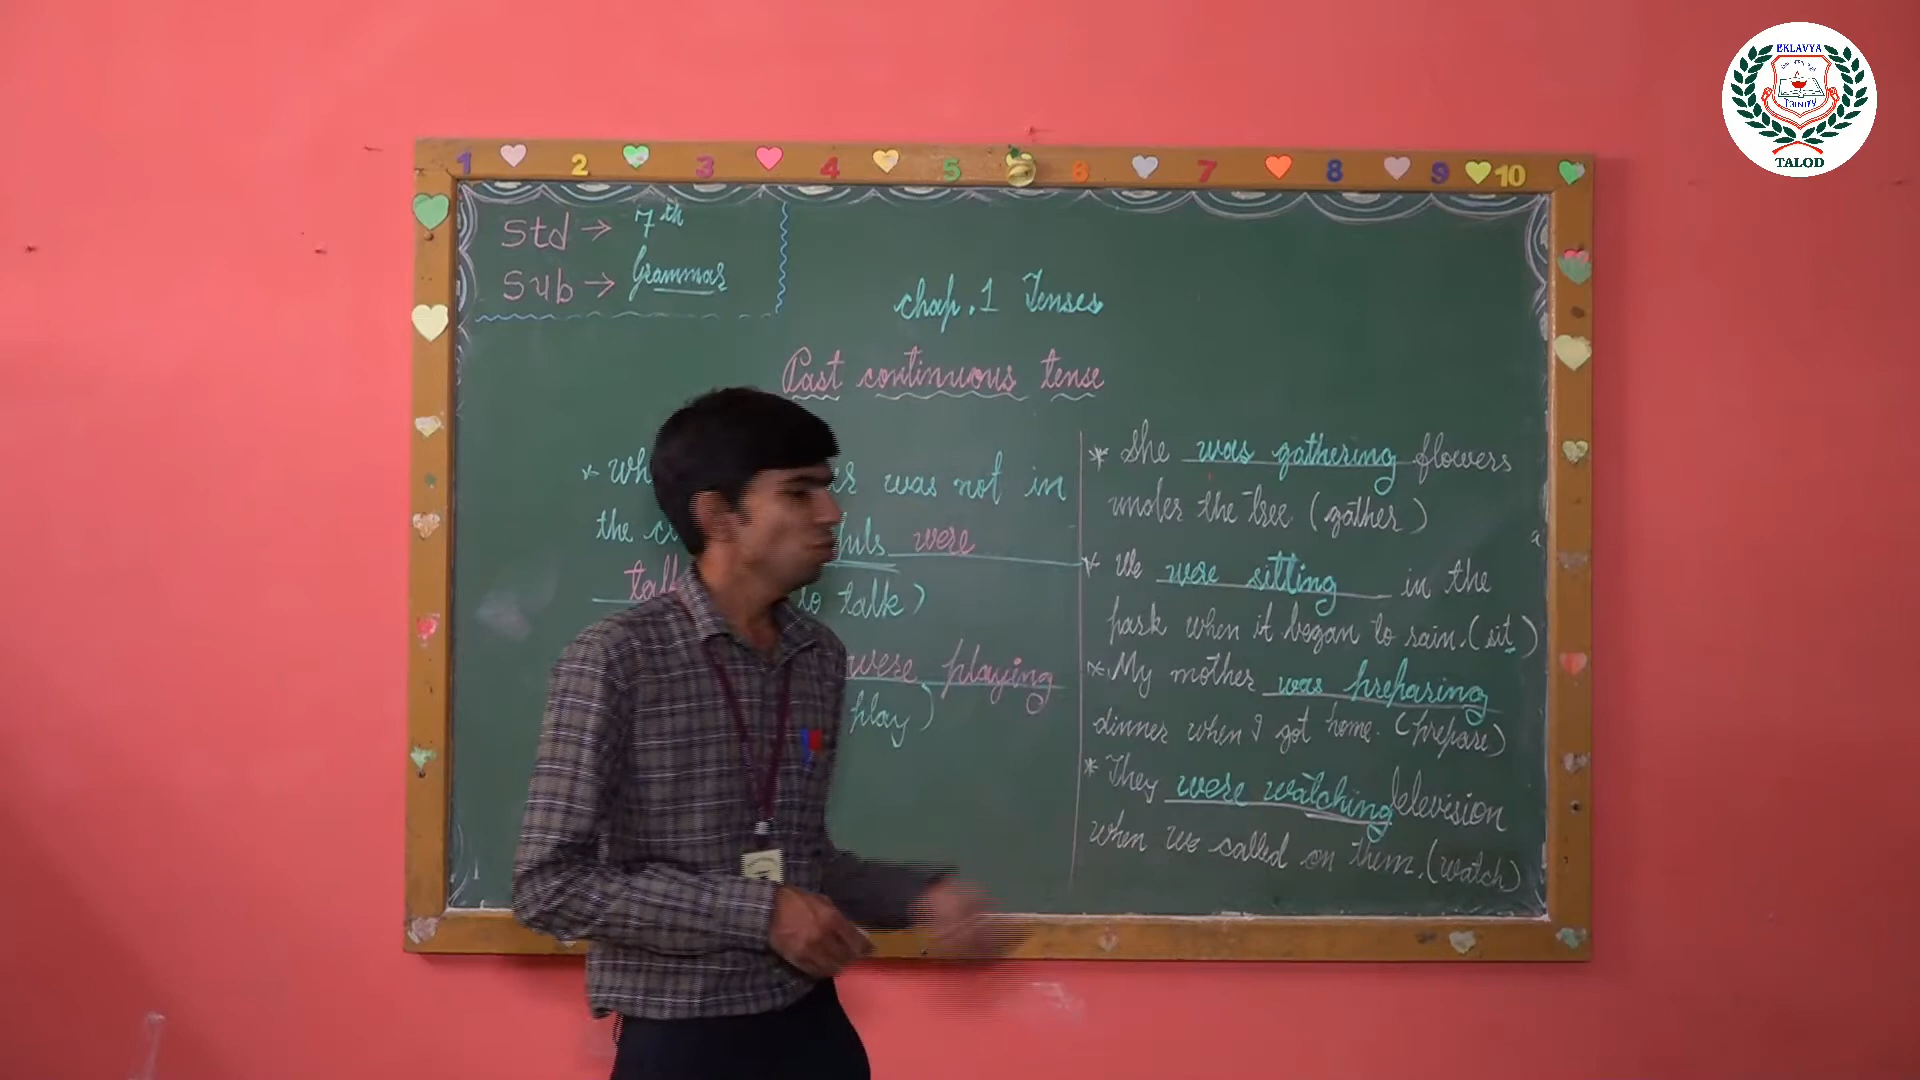 EKLAVYA
TRINITY
TALOD
1 2 3 4 5 6 7 8 9 10
Std → 7th
Sub → Grammar
chap. 1 Tenses
Past continuous tense
* was not in
the were
to talk)
were playing
play)
* She was gathering flowers
under the tree (gather)
* We were sitting in the
park when it began to rain. (sit)
* My mother was preparing
dinner when I got home. (prepare)
* They were watching television
when we called on them. (watch)